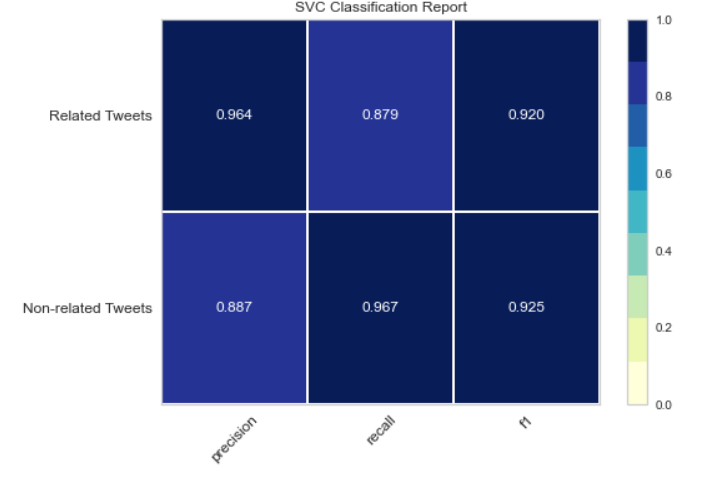 SVC Classification Report
Related Tweets 0.964 0.879 0.920
Non-related Tweets 0.887 0.967 0.925
precision recall f1
1.0
0.8
0.6
0.4
0.2
0.0